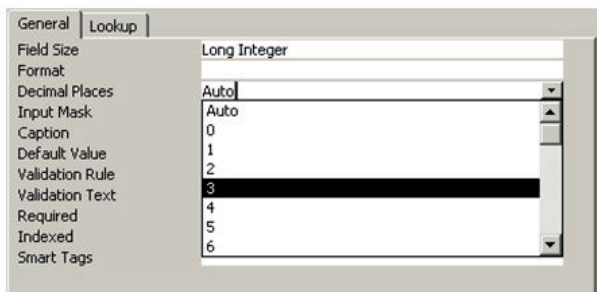 General Lookup
Field Size Long Integer
Format
Decimal Places Auto
Input Mask Auto
Caption 0
Default Value 1
Validation Rule 2
Validation Text 3
Required 4
Indexed 5
Smart Tags 6